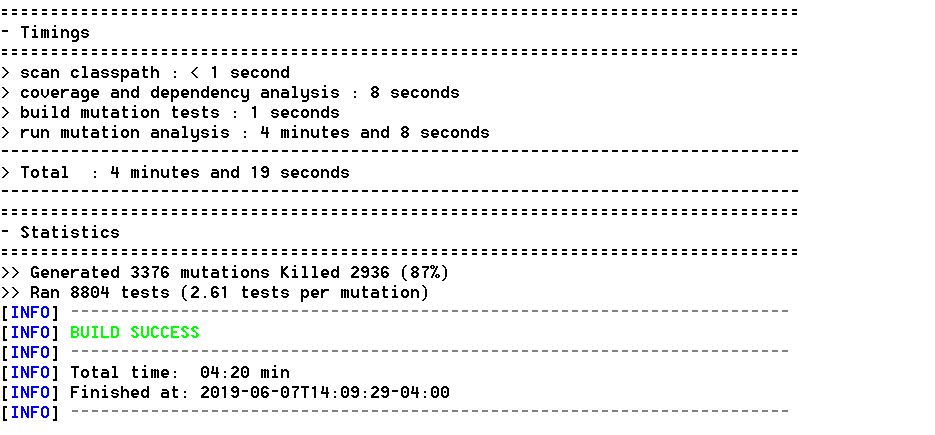 ================================================================================
- Timings
================================================================================
> scan classpath : < 1 second
> coverage and dependency analysis : 8 seconds
> build mutation tests : 1 seconds
> run mutation analysis : 4 minutes and 8 seconds
--------------------------------------------------------------------------------
> Total  : 4 minutes and 19 seconds
--------------------------------------------------------------------------------
================================================================================
- Statistics
================================================================================
>> Generated 3376 mutations Killed 2936 (87%)
>> Ran 8804 tests (2.61 tests per mutation)
[INFO] ------------------------------------------------------------------------
[INFO] BUILD SUCCESS
[INFO] ------------------------------------------------------------------------
[INFO] Total time:  04:20 min
[INFO] Finished at: 2019-06-07T14:09:29-04:00
[INFO] ------------------------------------------------------------------------